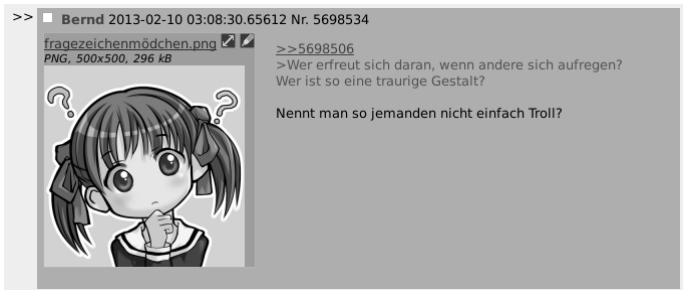 >> Bernd 2013-02-10 03:08:30.65612 Nr. 5698534
fragezeichenmödchen.png
PNG, 500x500, 296 kB
>>5698506
>Wer erfreut sich daran, wenn andere sich aufregen?
Wer ist so eine traurige Gestalt?
Nennt man so jemanden nicht einfach Troll?